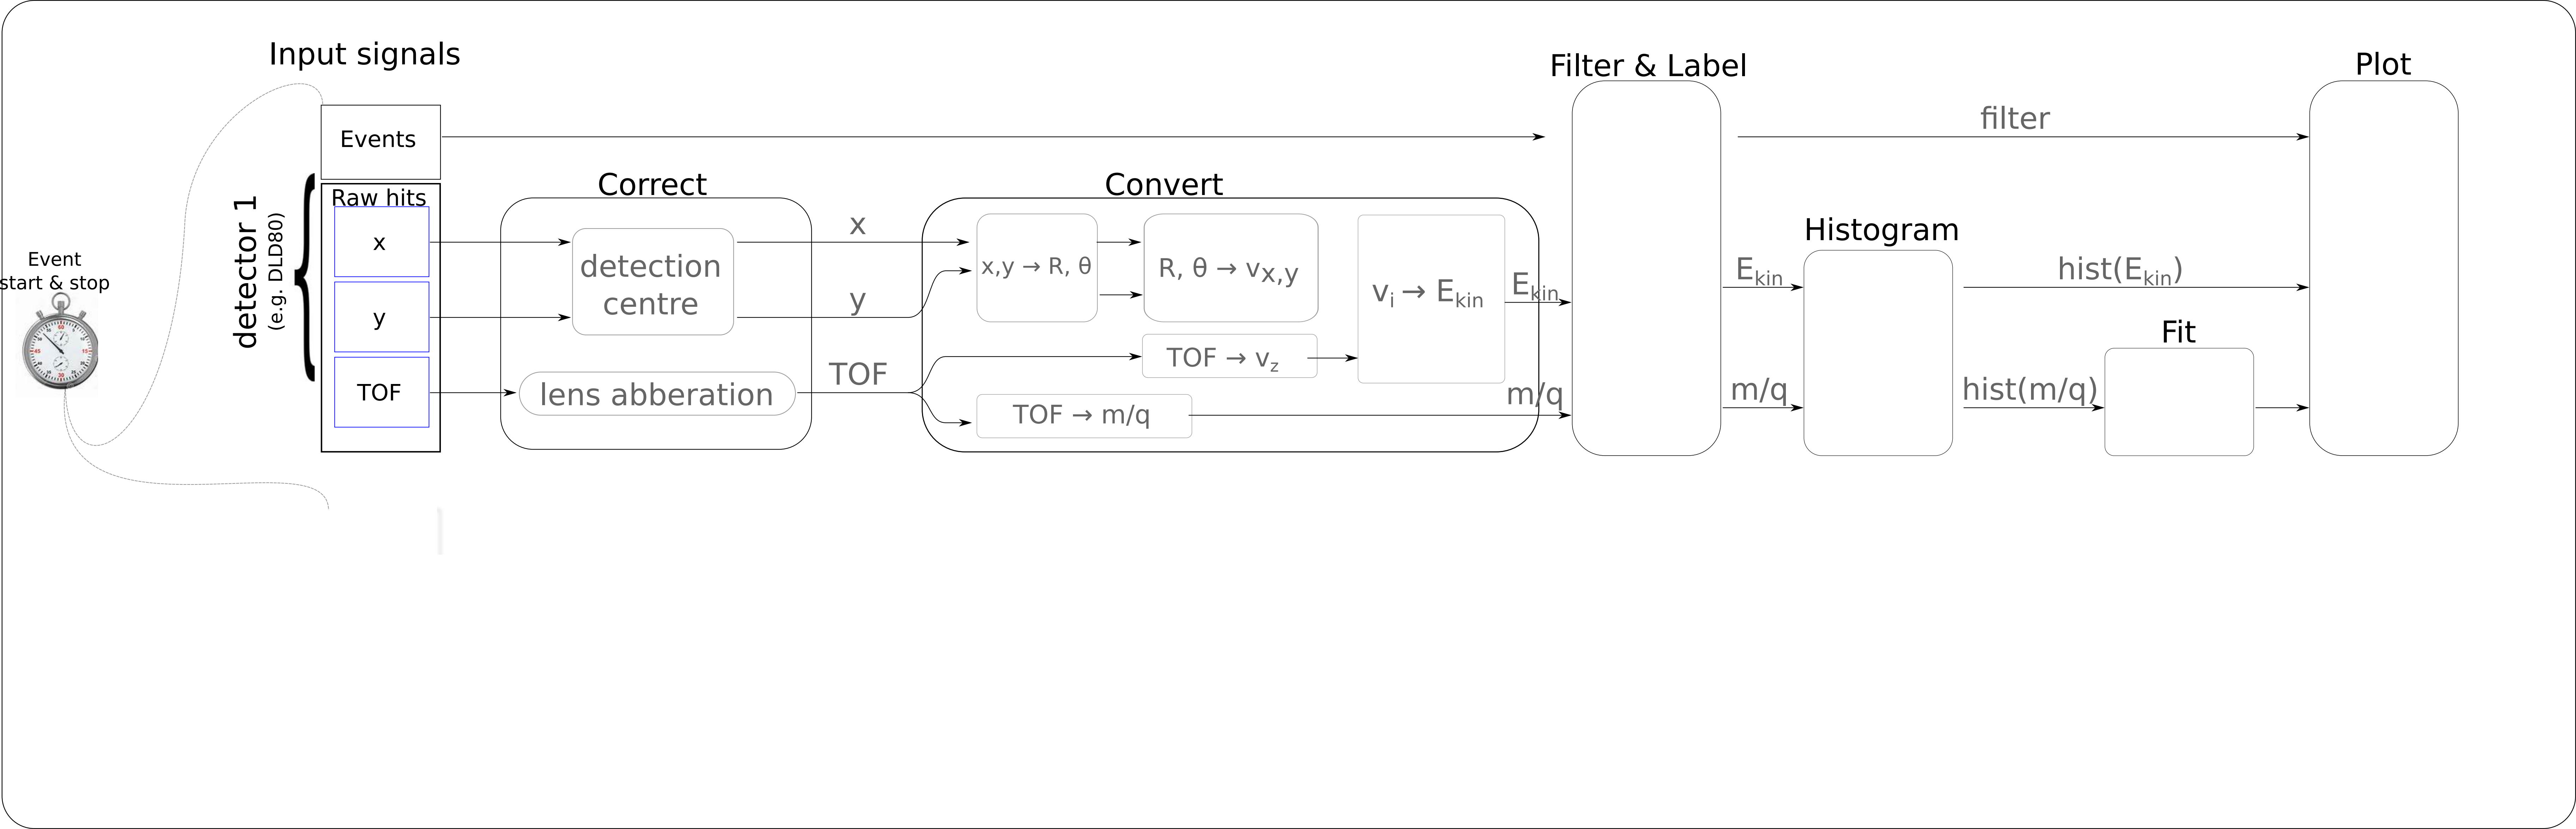 Input signals
Filter & Label
Plot
Events
filter
Correct
Convert
Raw hits
detector 1
(e.g. DLD80)
x
x
detection
centre
x,y → R, θ
R, θ → vx,y
Histogram
Event
start & stop
y
y
vi → Ekin
Ekin
Ekin
hist(Ekin)
Fit
TOF → vz
TOF
lens abberation
TOF
m/q
m/q
hist(m/q)
TOF → m/q